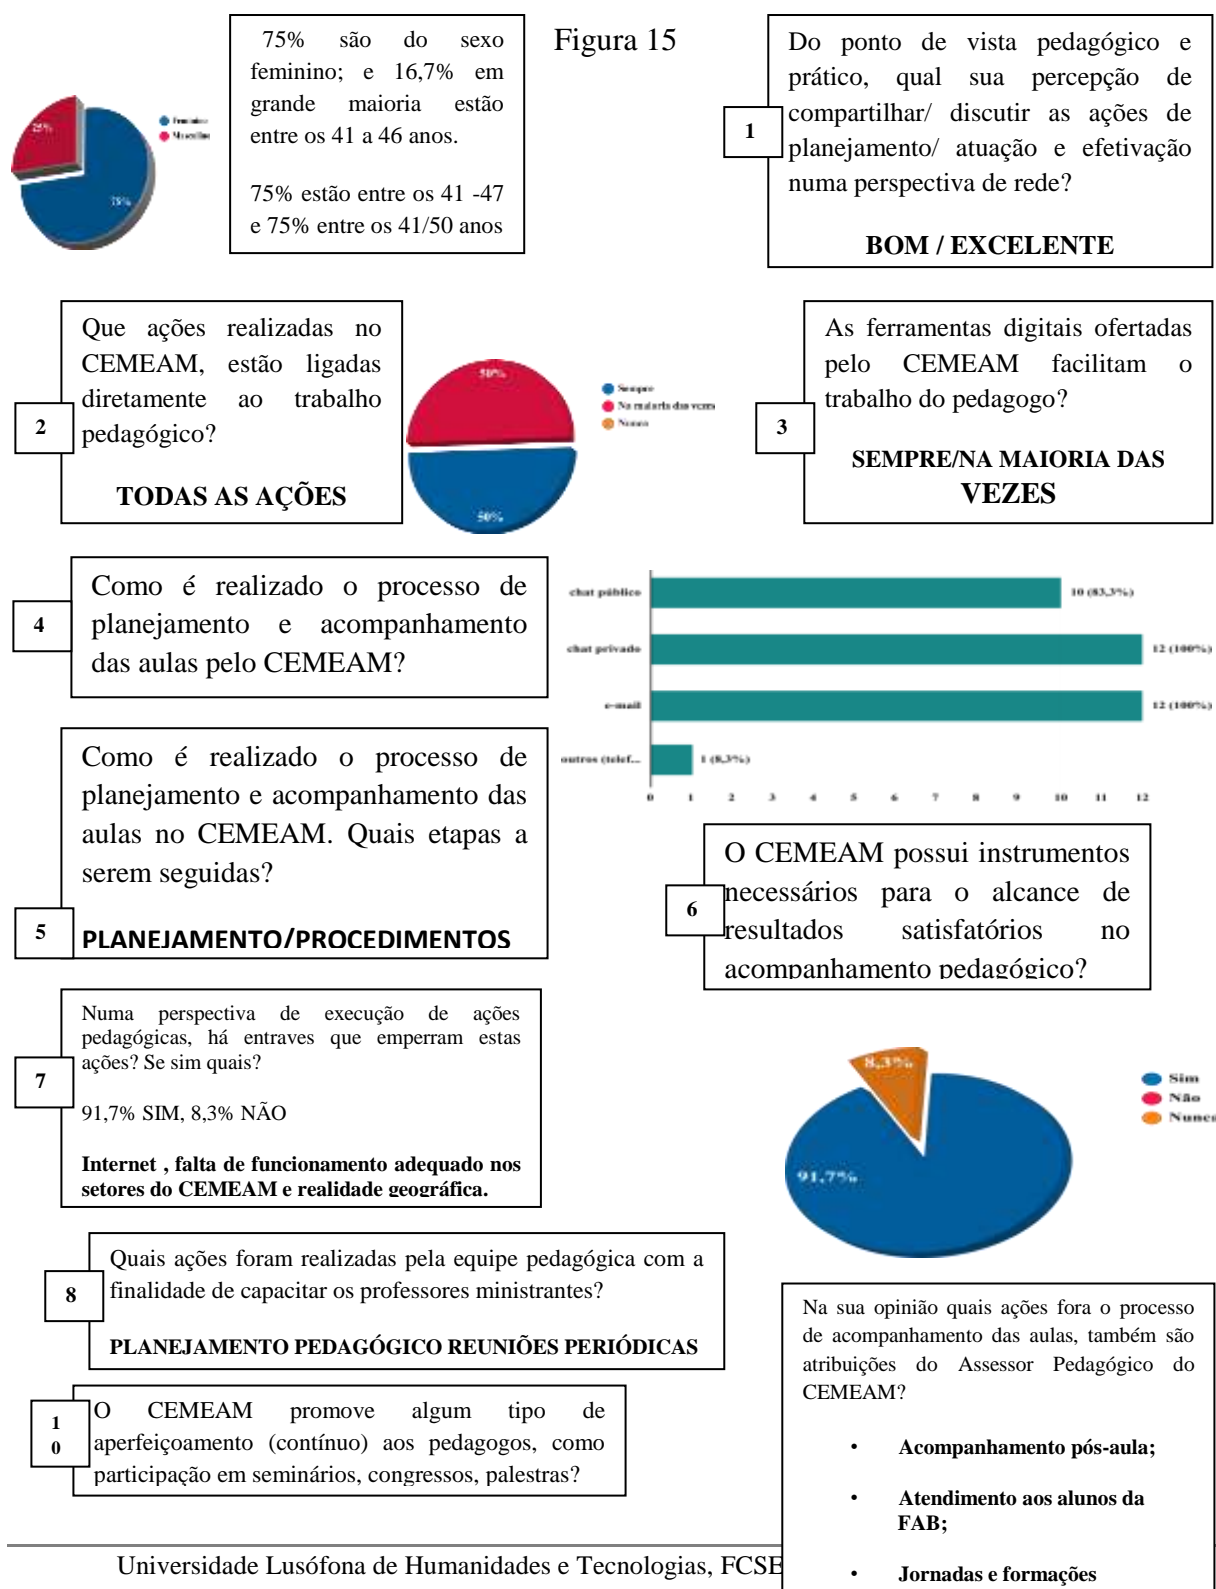 Figura 15
75% são do sexo
feminino; e 16,7% em
grande maioria estão
entre os 41 a 46 anos.
75% estão entre os 41 -47
e 75% entre os 41/50 anos
25%
75%
Feminino
Masculino
1
Do ponto de vista pedagógico e
prático, qual sua percepção de
compartilhar/ discutir as ações de
planejamento/ atuação e efetivação
numa perspectiva de rede?
BOM / EXCELENTE
2
Que ações realizadas no
CEMEAM, estão ligadas
diretamente ao trabalho
pedagógico?
TODAS AS AÇÕES
50%
50%
Sempre
Na maioria das vezes
Nunca
3
As ferramentas digitais ofertadas
pelo CEMEAM facilitam o
trabalho do pedagogo?
SEMPRE/NA MAIORIA DAS
VEZES
4
Como é realizado o processo de
planejamento e acompanhamento
das aulas pelo CEMEAM?
chat público
10 (83,3%)
chat privado
12 (100%)
e-mail
12 (100%)
outros (telef...
1 (8,3%)
0 1 2 3 4 5 6 7 8 9 10 11 12
5
Como é realizado o processo de
planejamento e acompanhamento das
aulas no CEMEAM. Quais etapas a
serem seguidas?
PLANEJAMENTO/PROCEDIMENTOS
6
O CEMEAM possui instrumentos
necessários para o alcance de
resultados satisfatórios no
acompanhamento pedagógico?
7
Numa perspectiva de execução de ações
pedagógicas, há entraves que emperram estas
ações? Se sim quais?
91,7% SIM, 8,3% NÃO
Internet , falta de funcionamento adequado nos
setores do CEMEAM e realidade geográfica.
8,3%
91,7%
Sim
Não
Nunca
8
Quais ações foram realizadas pela equipe pedagógica com a
finalidade de capacitar os professores ministrantes?
PLANEJAMENTO PEDAGÓGICO REUNIÕES PERIÓDICAS
Na sua opinião quais ações fora o processo
de acompanhamento das aulas, também são
atribuições do Assessor Pedagógico do
CEMEAM?
• Acompanhamento pós-aula;
• Atendimento aos alunos da
FAB;
• Jornadas e formações
1
0
O CEMEAM promove algum tipo de
aperfeiçoamento (contínuo) aos pedagogos, como
participação em seminários, congressos, palestras?
Universidade Lusófona de Humanidades e Tecnologias, FCSE